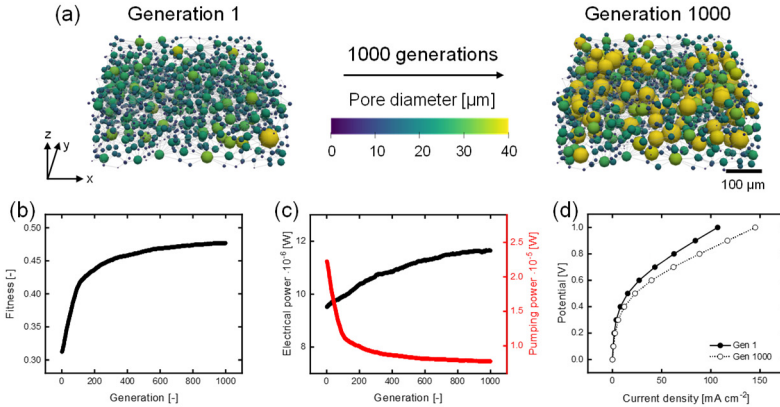 (a)
Generation 1
Generation 1000
1000 generations
Pore diameter [µm]
0 10 20 30 40
z
y
x
100 µm
(b)
0.50
0.45
0.40
0.35
0.30
Fitness [-]
0 200 400 600 800 1000
Generation [-]
(c)
12
10
8
Electrical power ·10⁻⁶ [W]
2.5
2.0
1.5
1.0
Pumping power ·10⁻⁵ [W]
0 200 400 600 800 1000
Generation [-]
(d)
1.0
0.8
0.6
0.4
0.2
0.0
Potential [V]
Gen 1
Gen 1000
0 50 100 150
Current density [mA cm⁻²]